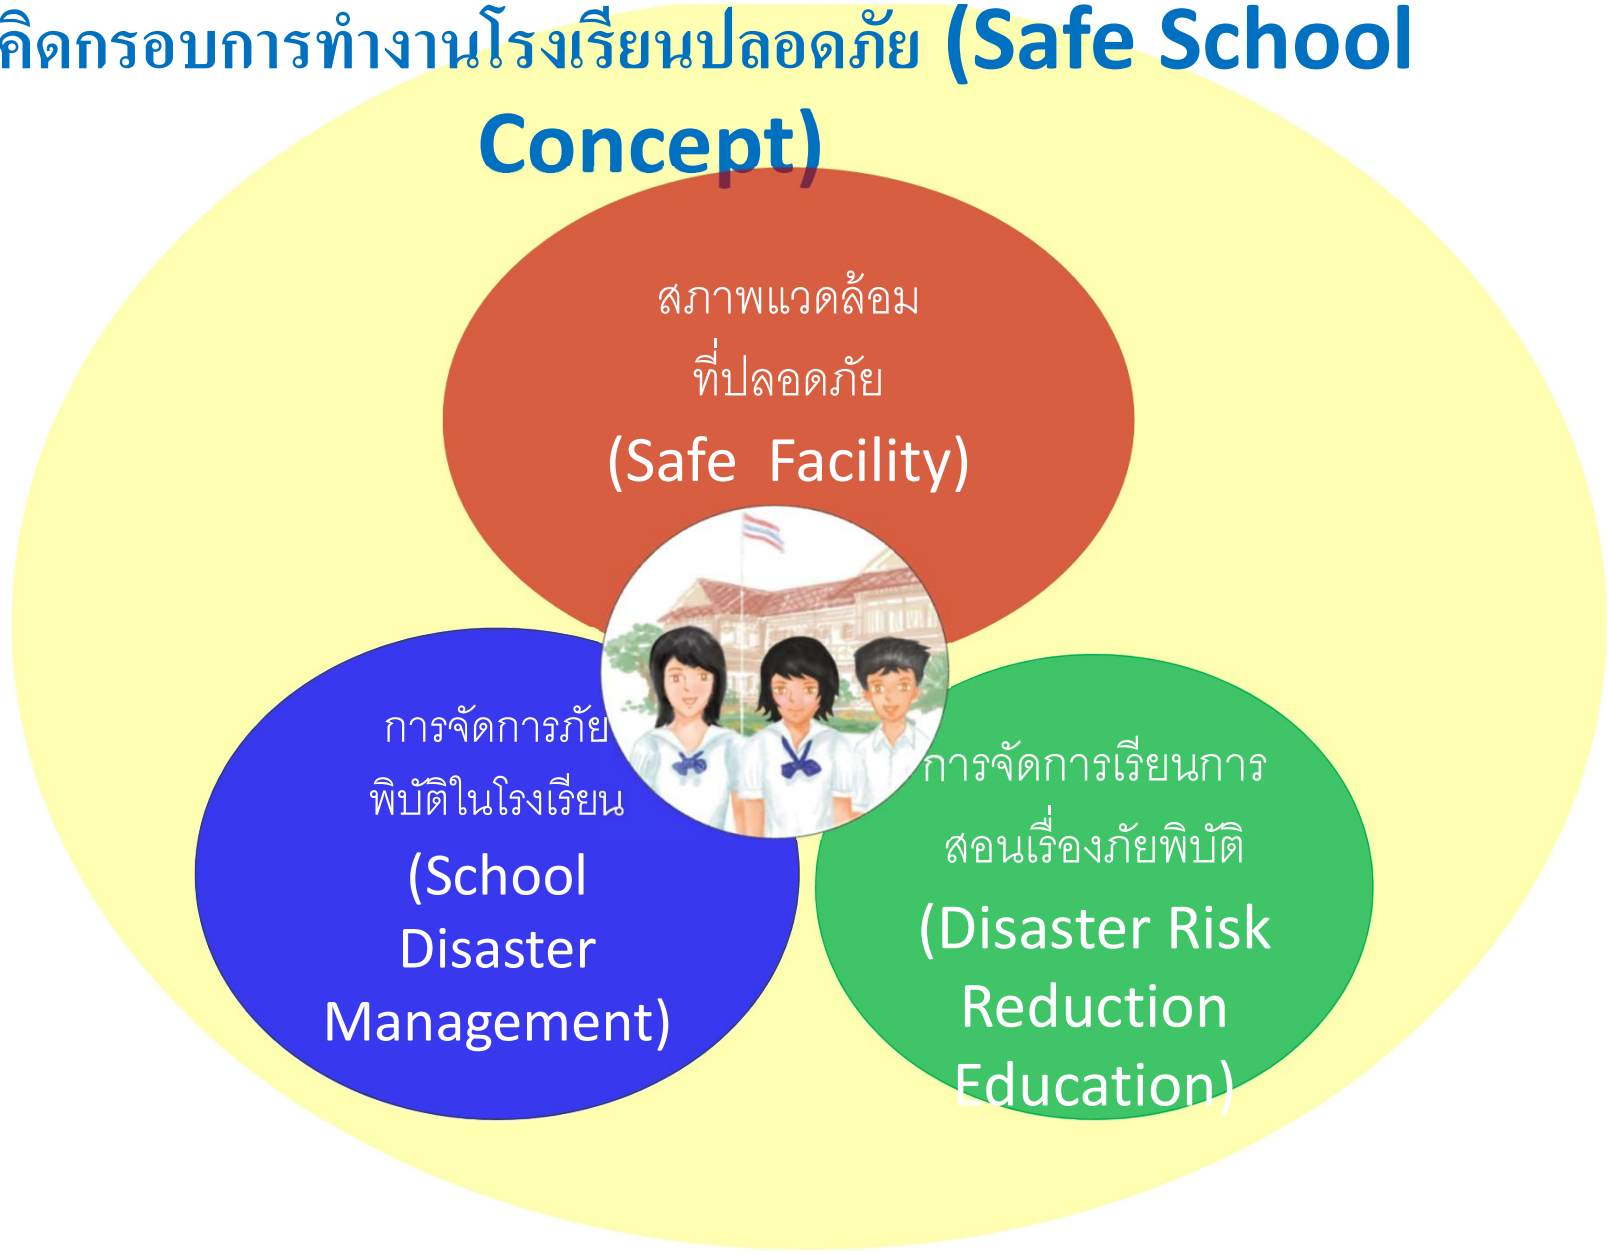 คิดกรอบการทำงานโรงเรียนปลอดภัย (Safe School
Concept)
สภาพแวดล้อม
ที่ปลอดภัย
(Safe Facility)
การจัดการภัย
พิบัติในโรงเรียน
(School
Disaster
Management)
การจัดการเรียนการ
สอนเรื่องภัยพิบัติ
(Disaster Risk
Reduction
Education)